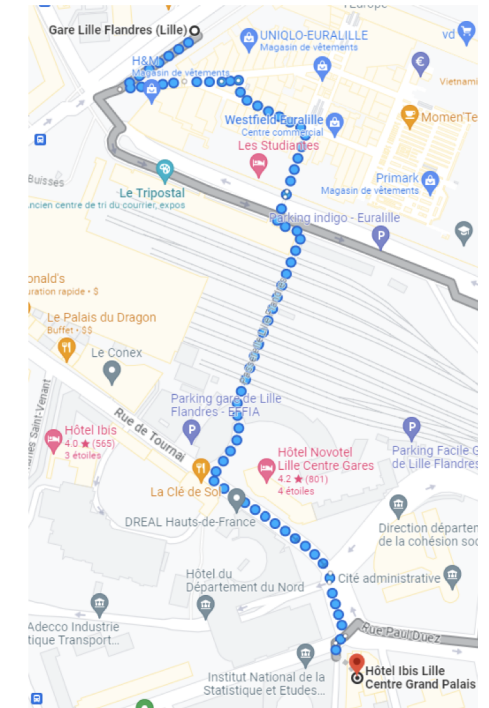 l'Europe
Gare Lille Flandres (Lille)
UNIQLO-EURALILLE
Magasin de vêtements
vd
H&M
Magasin de vêtements
€
Vietnami
Westfield Euralille
Centre commercial
Momen'Te
Les Studiantes
Buisses
Le Tripostal
ncien centre de tri du courrier, expos
Primark
Magasin de vêtements
Parking indigo - Euralille
P
onald's
uration rapide • $
Le Palais du Dragon
Buffet • $$
Le Conex
Parking gare de Lille
Flandres - EFFIA
P
Rue de Tournai
Hôtel Ibis
4.0 ★ (565)
3 étoiles
P
Parking Facile G
de Lille Flandres
Hôtel Novotel
Lille Centre Gares
4.2 ★ (801)
4 étoiles
La Clé de Sol
DREAL Hauts-de-France
Direction départen
de la cohésion soc
Hôtel du
Département du Nord
Cité administrative
Adecco Industrie
tique Transport...
Rue Paul Duez
Institut National de la
Statistique et Etudes...
Hôtel Ibis Lille
Centre Grand Palais